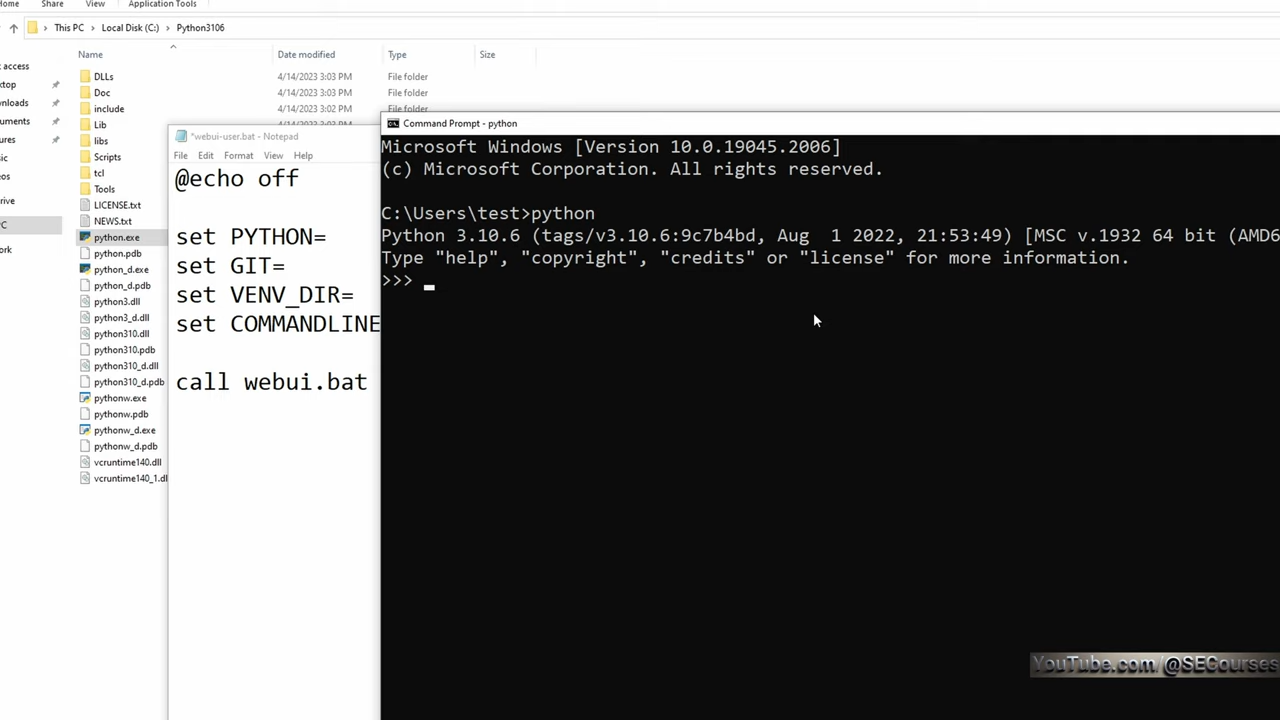 Home Share View Application Tools
This PC > Local Disk (C:) > Python3106
Name Date modified Type Size
DLLs 4/14/2023 3:03 PM File folder
Doc 4/14/2023 3:03 PM File folder
include 4/14/2023 3:02 PM File folder
Lib
libs
Scripts
tcl
Tools
LICENSE.txt
NEWS.txt
python.exe
python.pdb
python_d.exe
python_d.pdb
python3.dll
python3_d.dll
python310.dll
python310.pdb
python310_d.dll
python310_d.pdb
pythonw.exe
pythonw.pdb
pythonw_d.exe
pythonw_d.pdb
vcruntime140.dll
vcruntime140_1.dl
*webui-user.bat - Notepad
File Edit Format View Help
@echo off
set PYTHON=
set GIT=
set VENV_DIR=
set COMMANDLINE
call webui.bat
Command Prompt - python
Microsoft Windows [Version 10.0.19045.2006]
(c) Microsoft Corporation. All rights reserved.
C:\Users\test>python
Python 3.10.6 (tags/v3.10.6:9c7b4bd, Aug 1 2022, 21:53:49) [MSC v.1932 64 bit (AMD6
Type "help", "copyright", "credits" or "license" for more information.
>>>
YouTube.com/@SECourses